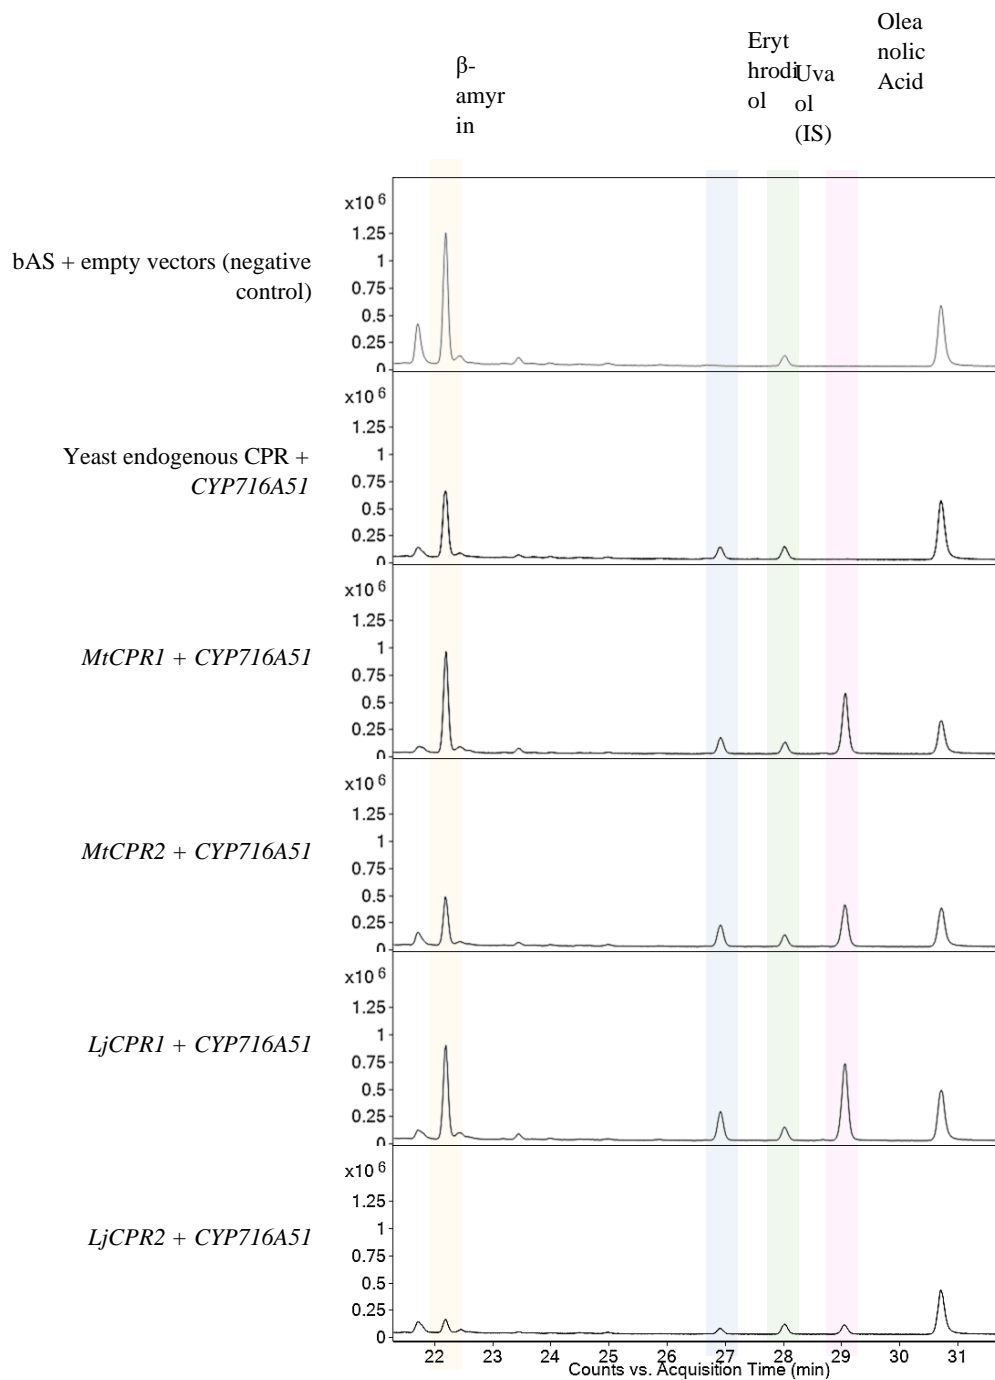 β-
amyr
in
Eryt
hrodi
ol
Uva
ol
(IS)
Olea
nolic
Acid
bAS + empty vectors (negative
control)
x10 6
1.25
1
0.75
0.5
0.25
0
Yeast endogenous CPR +
CYP716A51
x10 6
1.25
1
0.75
0.5
0.25
0
MtCPR1 + CYP716A51
x10 6
1.25
1
0.75
0.5
0.25
0
MtCPR2 + CYP716A51
x10 6
1.25
1
0.75
0.5
0.25
0
LjCPR1 + CYP716A51
x10 6
1.25
1
0.75
0.5
0.25
0
LjCPR2 + CYP716A51
x10 6
1.25
1
0.75
0.5
0.25
0
22 23 24 25 26 27 28 29 30 31
Counts vs. Acquisition Time (min)